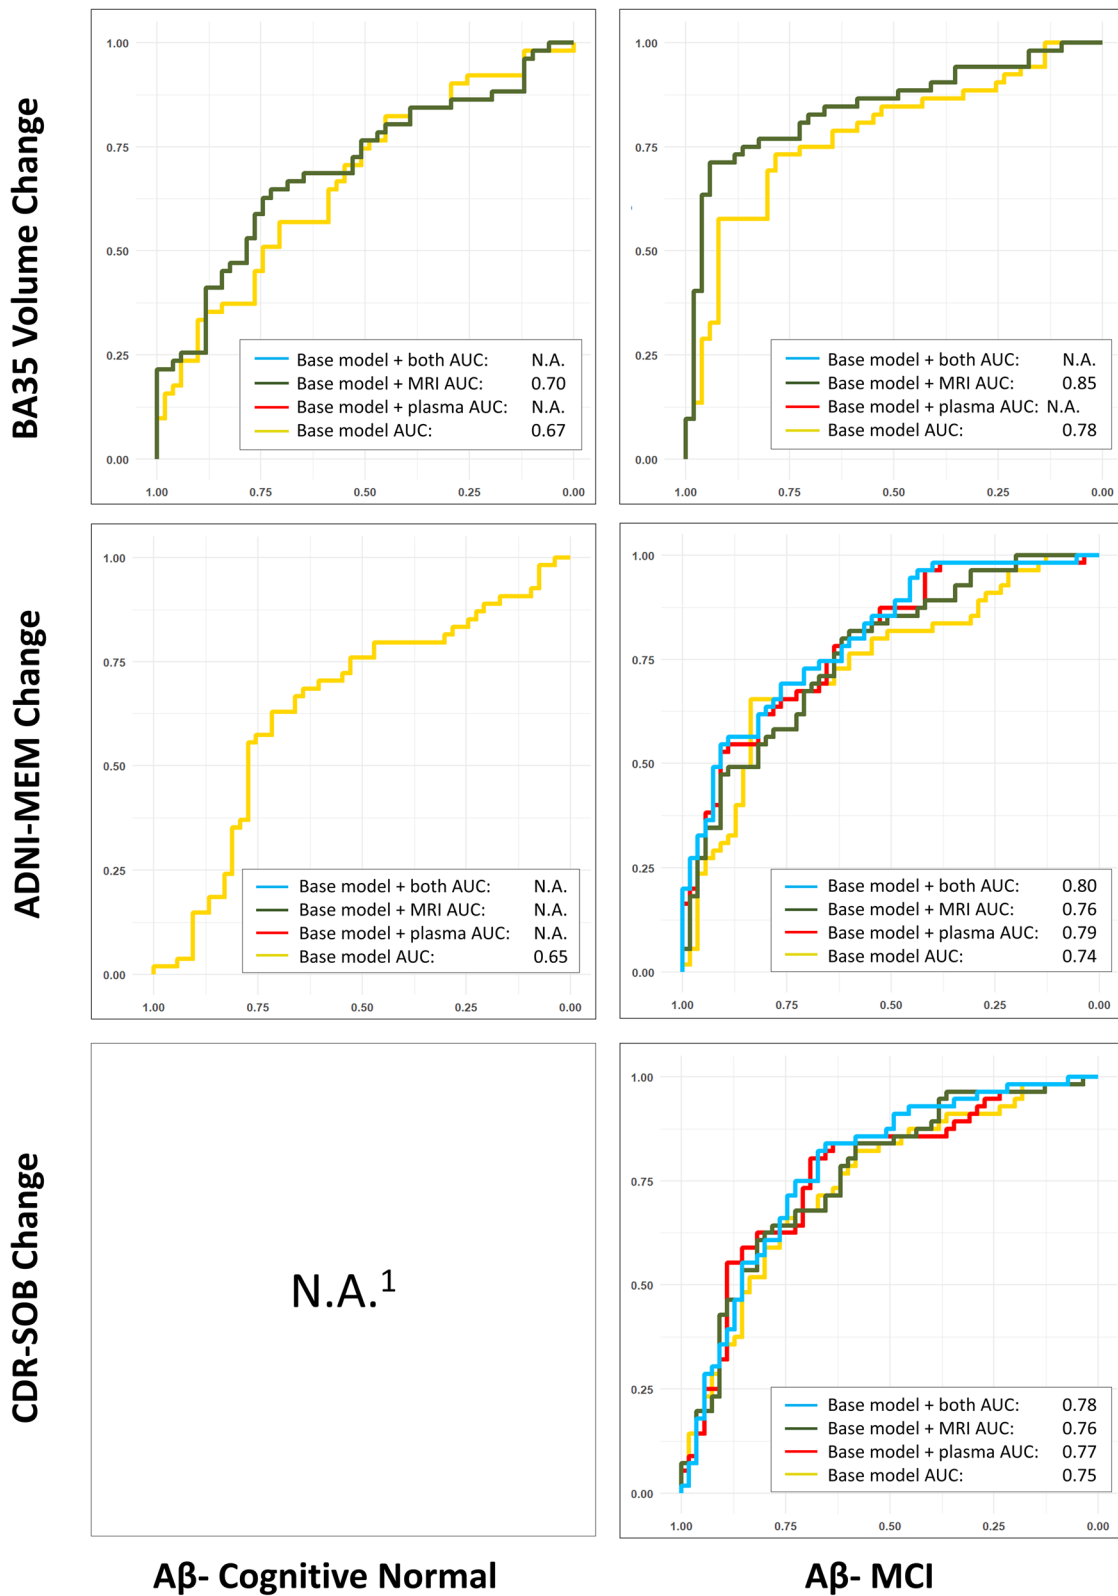 BA35 Volume Change
1.00
0.75
0.50
0.25
0.00
1.00 0.75 0.50 0.25 0.00
Base model + both AUC: N.A.
Base model + MRI AUC: 0.70
Base model + plasma AUC: N.A.
Base model AUC: 0.67
1.00
0.75
0.50
0.25
0.00
1.00 0.75 0.50 0.25 0.00
Base model + both AUC: N.A.
Base model + MRI AUC: 0.85
Base model + plasma AUC: N.A.
Base model AUC: 0.78
ADNI-MEM Change
1.00
0.75
0.50
0.25
0.00
1.00 0.75 0.50 0.25 0.00
Base model + both AUC: N.A.
Base model + MRI AUC: N.A.
Base model + plasma AUC: N.A.
Base model AUC: 0.65
1.00
0.75
0.50
0.25
0.00
1.00 0.75 0.50 0.25 0.00
Base model + both AUC: 0.80
Base model + MRI AUC: 0.76
Base model + plasma AUC: 0.79
Base model AUC: 0.74
CDR-SOB Change
N.A.¹
1.00
0.75
0.50
0.25
0.00
1.00 0.75 0.50 0.25 0.00
Base model + both AUC: 0.78
Base model + MRI AUC: 0.76
Base model + plasma AUC: 0.77
Base model AUC: 0.75
Aβ- Cognitive Normal
Aβ- MCI